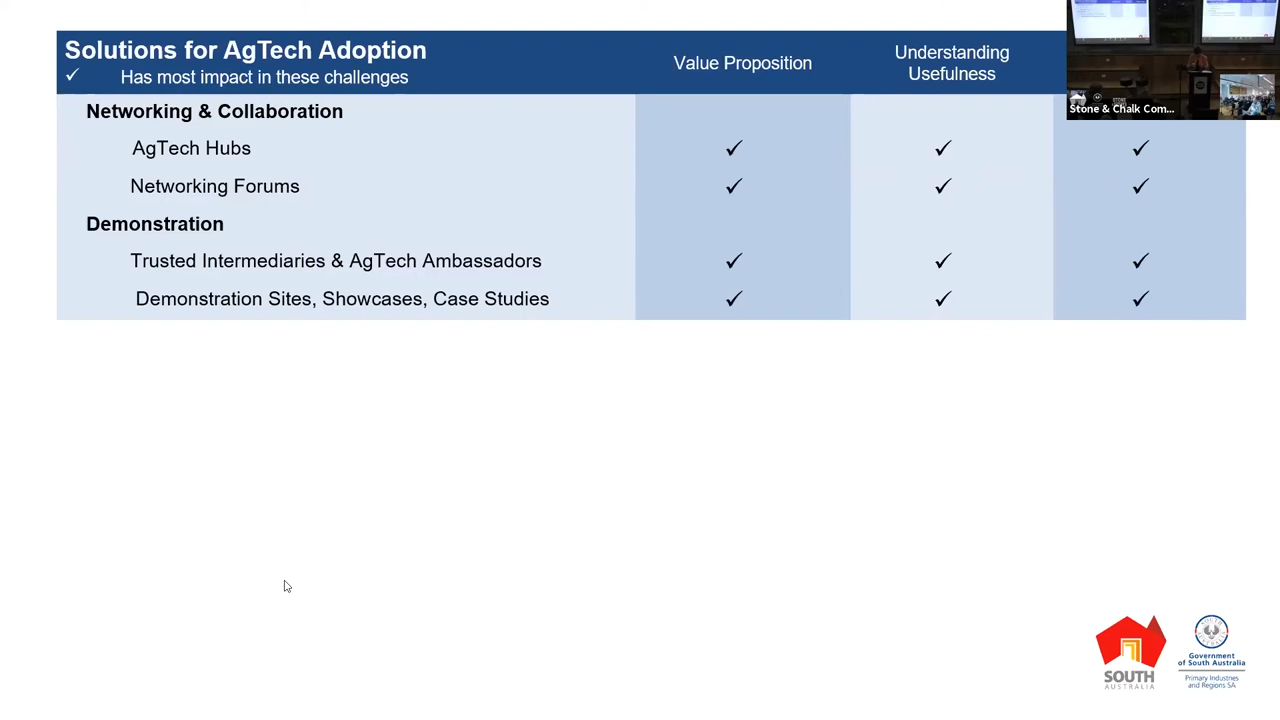 Solutions for AgTech Adoption
✓ Has most impact in these challenges
Value Proposition
Understanding
Usefulness
Stone & Chalk Com...
Networking & Collaboration
AgTech Hubs ✓ ✓ ✓
Networking Forums ✓ ✓ ✓
Demonstration
Trusted Intermediaries & AgTech Ambassadors ✓ ✓ ✓
Demonstration Sites, Showcases, Case Studies ✓ ✓ ✓
SOUTH
AUSTRALIA
SOUTH
AUSTRALIA
Government
of South Australia
Primary Industries
and Regions SA